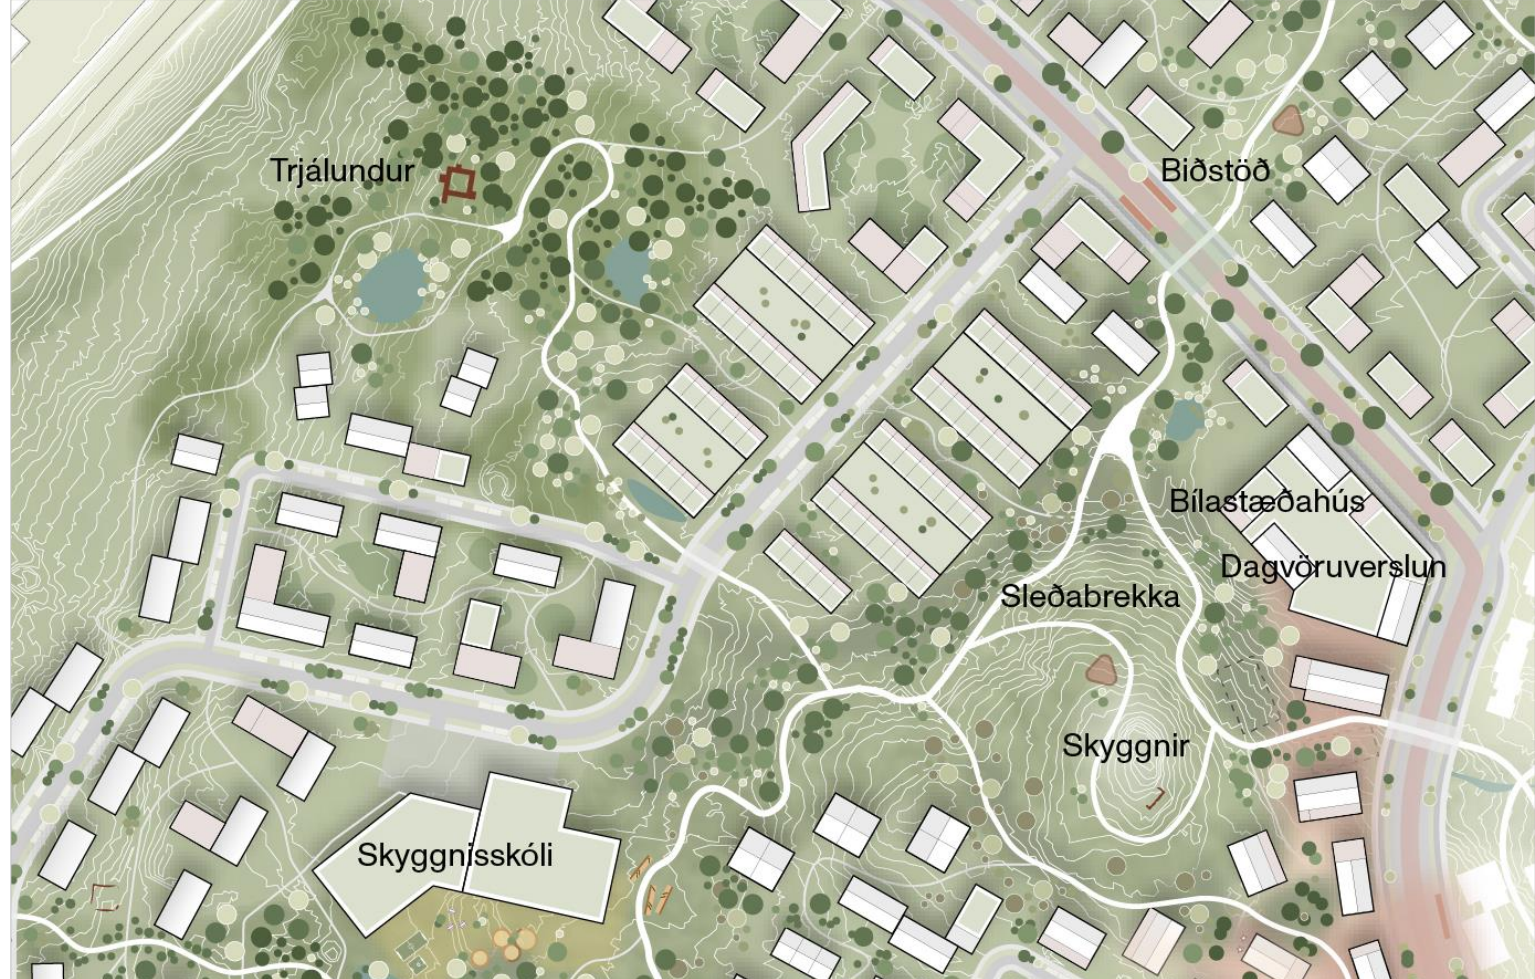 Trjálundur
Biðstöð
Bílastæðahús
Dagvöruverslun
Sleðabrekka
Skyggnir
Skyggnisskóli